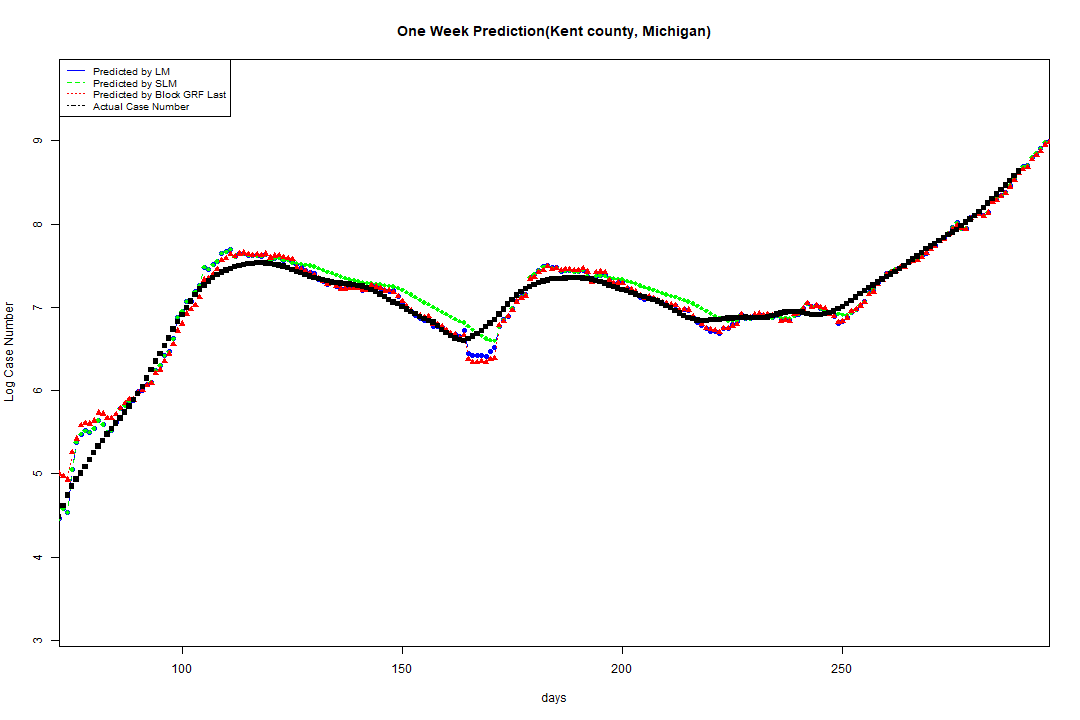 One Week Prediction(Kent county, Michigan)
Predicted by LM
Predicted by SLM
Predicted by Block GRF Last
Actual Case Number
9
8
7
6
5
4
3
Log Case Number
100 150 200 250
days